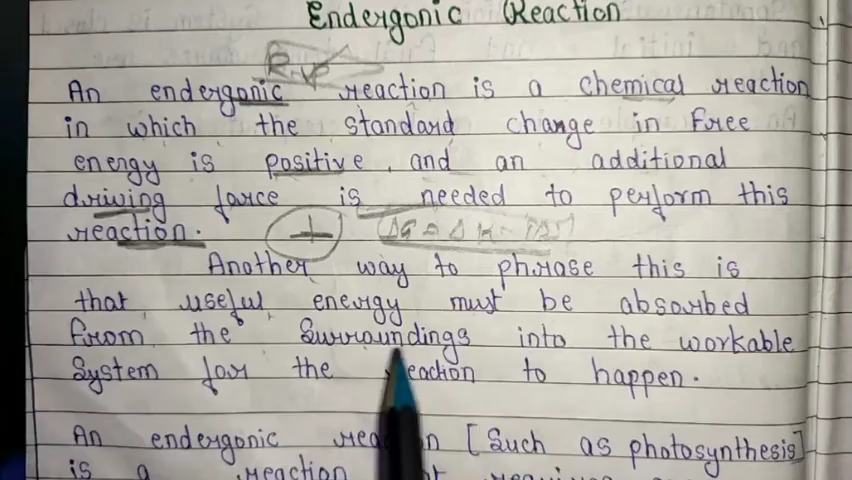 Endergonic Reaction
R→P
An endergonic reaction is a chemical reaction
in which the standard change in free
energy is positive, and an additional
driving force is needed to perform this
reaction. + ΔG = ΔH - TΔS
Another way to phrase this is
that useful energy must be absorbed
from the surroundings into the workable
system for the reaction to happen.
An endergonic [Such as photosynthesis]
is a reaction